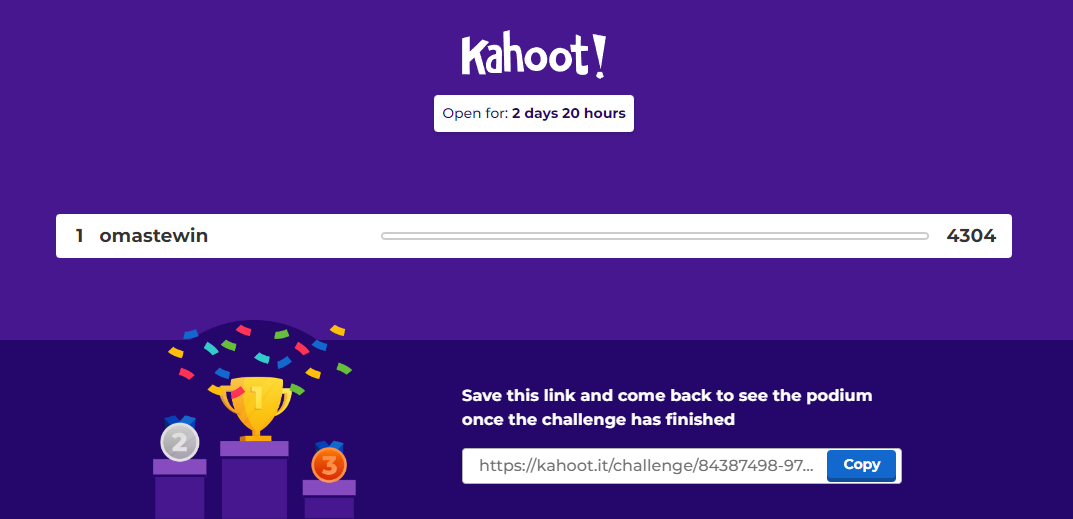 Kahoot!
Open for: 2 days 20 hours
1 omastewin 4304
1
2
3
Save this link and come back to see the podium
once the challenge has finished
https://kahoot.it/challenge/84387498-97... Copy